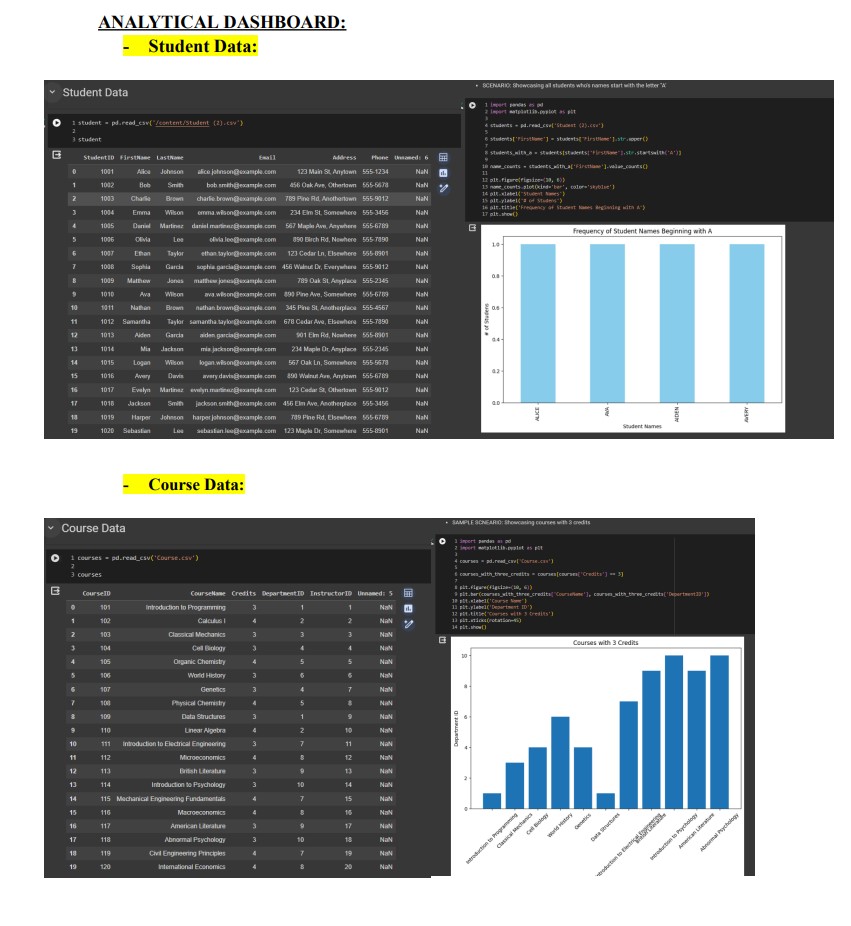 ANALYTICAL DASHBOARD:
- Student Data:
Student Data
1 student = pd.read_csv('/content/Student (2).csv')
2
3 student
StudentID FirstName LastName Email Address Phone Unnamed: 6
0 1001 Alice Johnson alice.johnson@example.com 123 Main St, Anytown 555-1234 NaN
1 1002 Bob Smith bob.smith@example.com 456 Oak Ave, Othertown 555-5678 NaN
2 1003 Charlie Brown charlie.brown@example.com 789 Pine Rd, Anothertown 555-9012 NaN
3 1004 Emma Wilson emma.wilson@example.com 234 Elm St, Somewhere 555-3456 NaN
4 1005 Daniel Martinez daniel.martinez@example.com 567 Maple Ave, Anywhere 555-6789 NaN
5 1006 Olivia Lee olivia.lee@example.com 890 Birch Rd, Nowhere 555-7890 NaN
6 1007 Ethan Taylor ethan.taylor@example.com 123 Cedar Ln, Elsewhere 555-8901 NaN
7 1008 Sophia Garcia sophia.garcia@example.com 456 Walnut Dr, Everywhere 555-9012 NaN
8 1009 Matthew Jones matthew.jones@example.com 789 Oak St, Anyplace 555-2345 NaN
9 1010 Ava Wilson ava.wilson@example.com 890 Pine Ave, Somewhere 555-6789 NaN
10 1011 Nathan Brown nathan.brown@example.com 345 Pine St, Anotherplace 555-4567 NaN
11 1012 Samantha Taylor samantha.taylor@example.com 678 Cedar Ave, Elsewhere 555-7890 NaN
12 1013 Aiden Garcia aiden.garcia@example.com 901 Elm Rd, Nowhere 555-8901 NaN
13 1014 Mia Jackson mia.jackson@example.com 234 Maple Dr, Anyplace 555-2345 NaN
14 1015 Logan Wilson logan.wilson@example.com 567 Oak Ln, Somewhere 555-5678 NaN
15 1016 Avery Davis avery.davis@example.com 890 Walnut Ave, Anytown 555-6789 NaN
16 1017 Evelyn Martinez evelyn.martinez@example.com 123 Cedar St, Othertown 555-9012 NaN
17 1018 Jackson Smith jackson.smith@example.com 456 Elm Ave, Anotherplace 555-3456 NaN
18 1019 Harper Johnson harper.johnson@example.com 789 Pine Rd, Elsewhere 555-6789 NaN
19 1020 Sebastian Lee sebastian.lee@example.com 123 Maple Dr, Somewhere 555-8901 NaN
• SCENARIO: Showcasing all students who's names start with the letter 'A'
1 import pandas as pd
2 import matplotlib.pyplot as plt
3
4 students = pd.read_csv('Student (2).csv')
5
6 students['FirstName'] = students['FirstName'].str.upper()
7
8 students_with_a = students[students['FirstName'].str.startswith('A')]
9
10 name_counts = students_with_a['FirstName'].value_counts()
11
12 plt.figure(figsize=(10, 6))
13 name_counts.plot(kind='bar', color='skyblue')
14 plt.xlabel('Student Names')
15 plt.ylabel('# of Studens')
16 plt.title('Frequency of Student Names Beginning with A')
17 plt.show()
Frequency of Student Names Beginning with A
1.0
0.8
0.6
0.4
0.2
0.0
# of Studens
ALICE
AVA
AIDEN
AVERY
Student Names
- Course Data:
Course Data
1 courses = pd.read_csv('Course.csv')
2
3 courses
CourseID CourseName Credits DepartmentID InstructorID Unnamed: 5
0 101 Introduction to Programming 3 1 1 NaN
1 102 Calculus I 4 2 2 NaN
2 103 Classical Mechanics 3 3 3 NaN
3 104 Cell Biology 3 4 4 NaN
4 105 Organic Chemistry 4 5 5 NaN
5 106 World History 3 6 6 NaN
6 107 Genetics 3 4 7 NaN
7 108 Physical Chemistry 4 5 8 NaN
8 109 Data Structures 3 1 9 NaN
9 110 Linear Algebra 4 2 10 NaN
10 111 Introduction to Electrical Engineering 3 7 11 NaN
11 112 Microeconomics 4 8 12 NaN
12 113 British Literature 3 9 13 NaN
13 114 Introduction to Psychology 3 10 14 NaN
14 115 Mechanical Engineering Fundamentals 4 7 15 NaN
15 116 Macroeconomics 4 8 16 NaN
16 117 American Literature 3 9 17 NaN
17 118 Abnormal Psychology 3 10 18 NaN
18 119 Civil Engineering Principles 4 7 19 NaN
19 120 International Economics 4 8 20 NaN
• SAMPLE SCNEARIO: Showcasing courses with 3 credits
1 import pandas as pd
2 import matplotlib.pyplot as plt
3
4 courses = pd.read_csv('Course.csv')
5
6 courses_with_three_credits = courses[courses['Credits'] == 3]
7
8 plt.figure(figsize=(10, 6))
9 plt.bar(courses_with_three_credits['CourseName'], courses_with_three_credits['DepartmentID'])
10 plt.xlabel('Course Name')
11 plt.ylabel('Department ID')
12 plt.title('Courses with 3 Credits')
13 plt.xticks(rotation=45)
14 plt.show()
Courses with 3 Credits
10
8
6
4
2
0
Department ID
Introduction to Programming
Classical Mechanics
Cell Biology
World History
Genetics
Data Structures
Introduction to Electrical Engineering
British Literature
Introduction to Psychology
American Literature
Abnormal Psychology